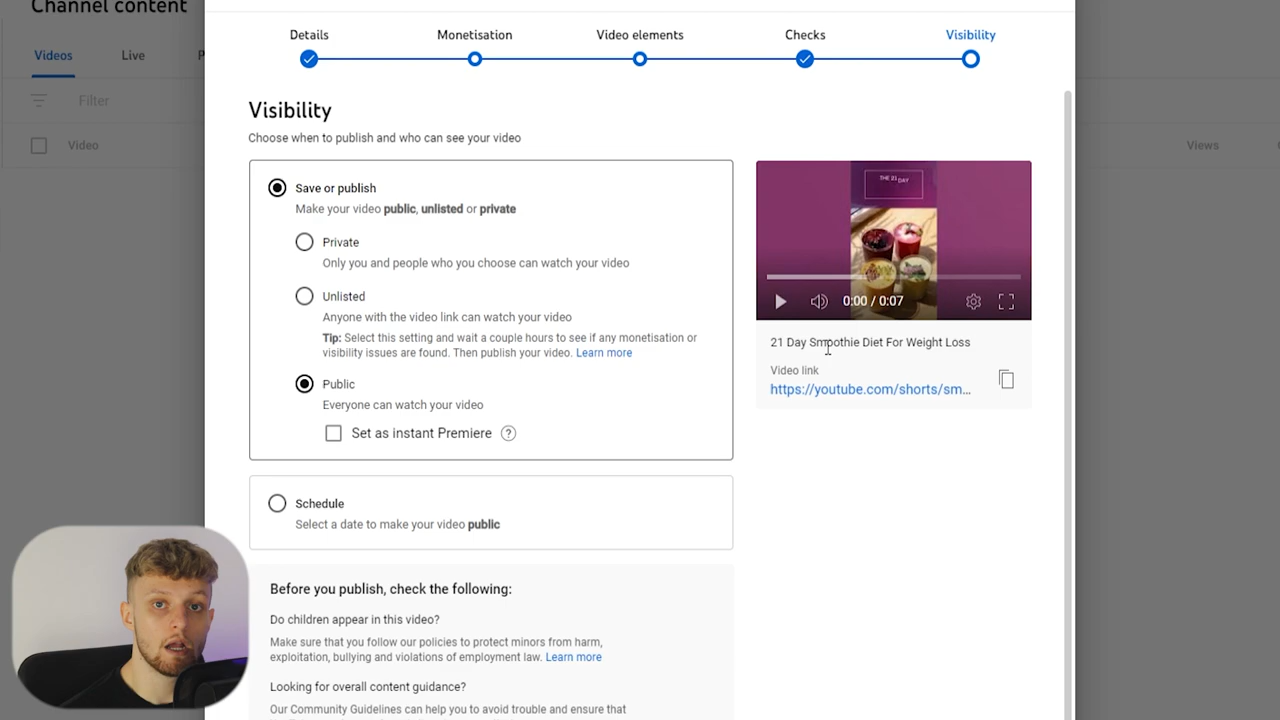 Channel content
Details
Monetisation
Video elements
Checks
Visibility
Videos
Live
P
Filter
Video
Views
Visibility
Choose when to publish and who can see your video
Save or publish
Make your video public, unlisted or private
Private
Only you and people who you choose can watch your video
Unlisted
Anyone with the video link can watch your video
Tip: Select this setting and wait a couple hours to see if any monetisation or
visibility issues are found. Then publish your video. Learn more
Public
Everyone can watch your video
Set as instant Premiere ?
Schedule
Select a date to make your video public
Before you publish, check the following:
Do children appear in this video?
Make sure that you follow our policies to protect minors from harm,
exploitation, bullying and violations of employment law. Learn more
Looking for overall content guidance?
Our Community Guidelines can help you to avoid trouble and ensure that
THE 21 DAY
0:00 / 0:07
21 Day Smoothie Diet For Weight Loss
Video link
https://youtube.com/shorts/sm...